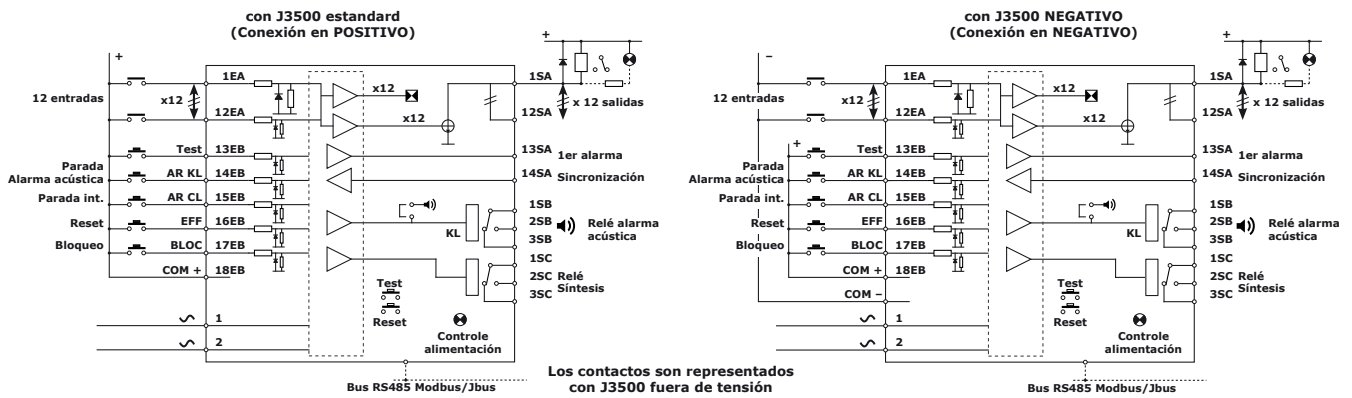 con J3500 estandard
(Conexión en POSITIVO)
+
+
12 entradas
x12
1EA
12EA
x12
x12
1SA
12SA
x 12 salidas
Test
13EB
13SA
1er alarma
Parada
Alarma acústica
AR KL
14EB
14SA
Sincronización
Parada int.
AR CL
15EB
Reset
EFF
16EB
Bloqueo
BLOC
17EB
COM +
18EB
KL
1SB
2SB
3SB
Relé alarma
acústica
1SC
2SC
3SC
Relé
Síntesis
Test
Reset
1
2
Controle
alimentación
Bus RS485 Modbus/Jbus
con J3500 NEGATIVO
(Conexión en NEGATIVO)
–
+
12 entradas
x12
1EA
12EA
x12
x12
1SA
12SA
x 12 salidas
+
Test
13EB
13SA
1er alarma
Parada
Alarma acústica
AR KL
14EB
14SA
Sincronización
Parada int.
AR CL
15EB
Reset
EFF
16EB
Bloqueo
BLOC
17EB
COM +
18EB
COM –
KL
1SB
2SB
3SB
Relé alarma
acústica
1SC
2SC
3SC
Relé
Síntesis
Test
Reset
1
2
Controle
alimentación
Bus RS485 Modbus/Jbus
Los contactos son representados
con J3500 fuera de tensión